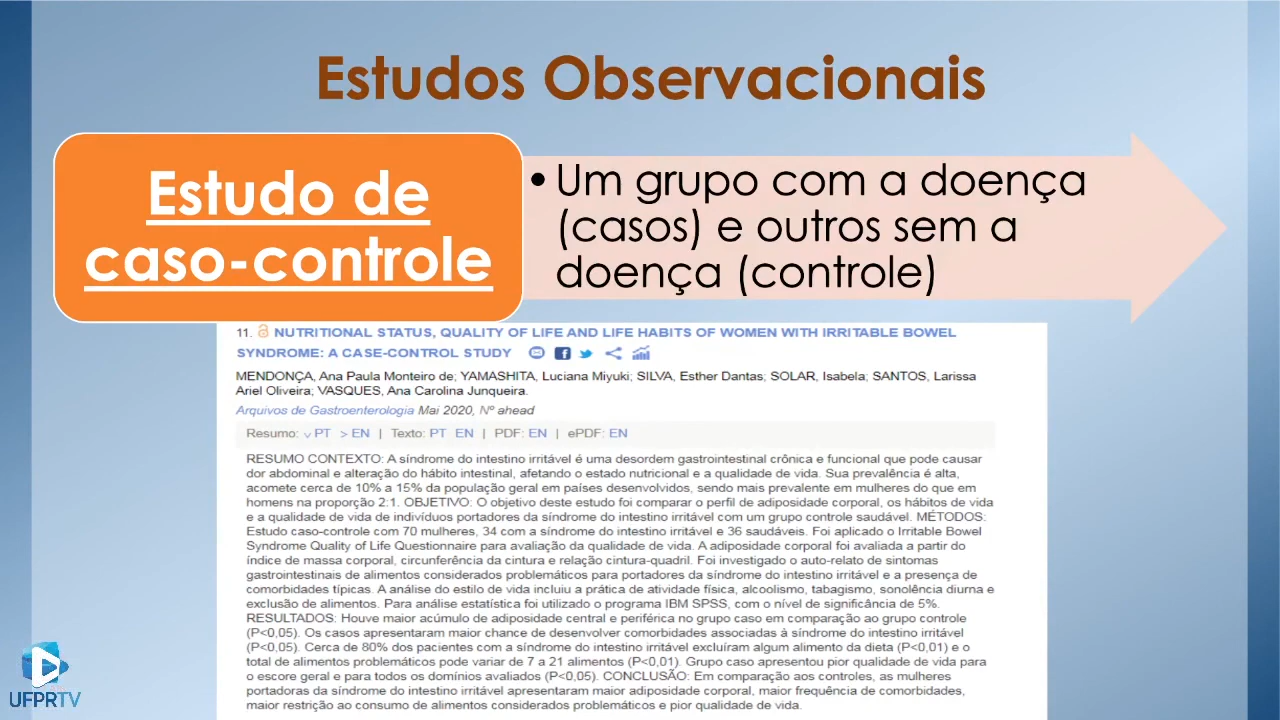 Estudos Observacionais
Estudo de
caso-controle
•Um grupo com a doença
(casos) e outros sem a
doença (controle)
11. NUTRITIONAL STATUS, QUALITY OF LIFE AND LIFE HABITS OF WOMEN WITH IRRITABLE BOWEL
SYNDROME: A CASE-CONTROL STUDY
MENDONÇA, Ana Paula Monteiro de; YAMASHITA, Luciana Miyuki; SILVA, Esther Dantas; SOLAR, Isabela; SANTOS, Larissa
Ariel Oliveira; VASQUES, Ana Carolina Junqueira.
Arquivos de Gastroenterologia Mai 2020, Nº ahead
Resumo: v PT > EN | Texto: PT EN | PDF: EN | ePDF: EN
RESUMO CONTEXTO: A síndrome do intestino irritável é uma desordem gastrointestinal crônica e funcional que pode causar
dor abdominal e alteração do hábito intestinal, afetando o estado nutricional e a qualidade de vida. Sua prevalência é alta,
acomete cerca de 10% a 15% da população geral em países desenvolvidos, sendo mais prevalente em mulheres do que em
homens na proporção 2:1. OBJETIVO: O objetivo deste estudo foi comparar o perfil de adiposidade corporal, os hábitos de vida
e a qualidade de vida de indivíduos portadores da síndrome do intestino irritável com um grupo controle saudável. MÉTODOS:
Estudo caso-controle com 70 mulheres, 34 com a síndrome do intestino irritável e 36 saudáveis. Foi aplicado o Irritable Bowel
Syndrome Quality of Life Questionnaire para avaliação da qualidade de vida. A adiposidade corporal foi avaliada a partir do
índice de massa corporal, circunferência da cintura e relação cintura-quadril. Foi investigado o auto-relato de sintomas
gastrointestinais de alimentos considerados problemáticos para portadores da síndrome do intestino irritável e a presença de
comorbidades típicas. A análise do estilo de vida incluiu a prática de atividade física, alcoolismo, tabagismo, sonolência diurna e
exclusão de alimentos. Para análise estatística foi utilizado o programa IBM SPSS, com o nível de significância de 5%.
RESULTADOS: Houve maior acúmulo de adiposidade central e periférica no grupo caso em comparação ao grupo controle
(P<0,05). Os casos apresentaram maior chance de desenvolver comorbidades associadas à síndrome do intestino irritável
(P<0,05). Cerca de 80% dos pacientes com a síndrome do intestino irritável excluíram algum alimento da dieta (P<0,01) e o
total de alimentos problemáticos pode variar de 7 a 21 alimentos (P<0,01). Grupo caso apresentou pior qualidade de vida para
o escore geral e para todos os domínios avaliados (P<0,05). CONCLUSÃO: Em comparação aos controles, as mulheres
portadoras da síndrome do intestino irritável apresentaram maior adiposidade corporal, maior frequência de comorbidades,
maior restrição ao consumo de alimentos considerados problemáticos e pior qualidade de vida.
UFPRTV